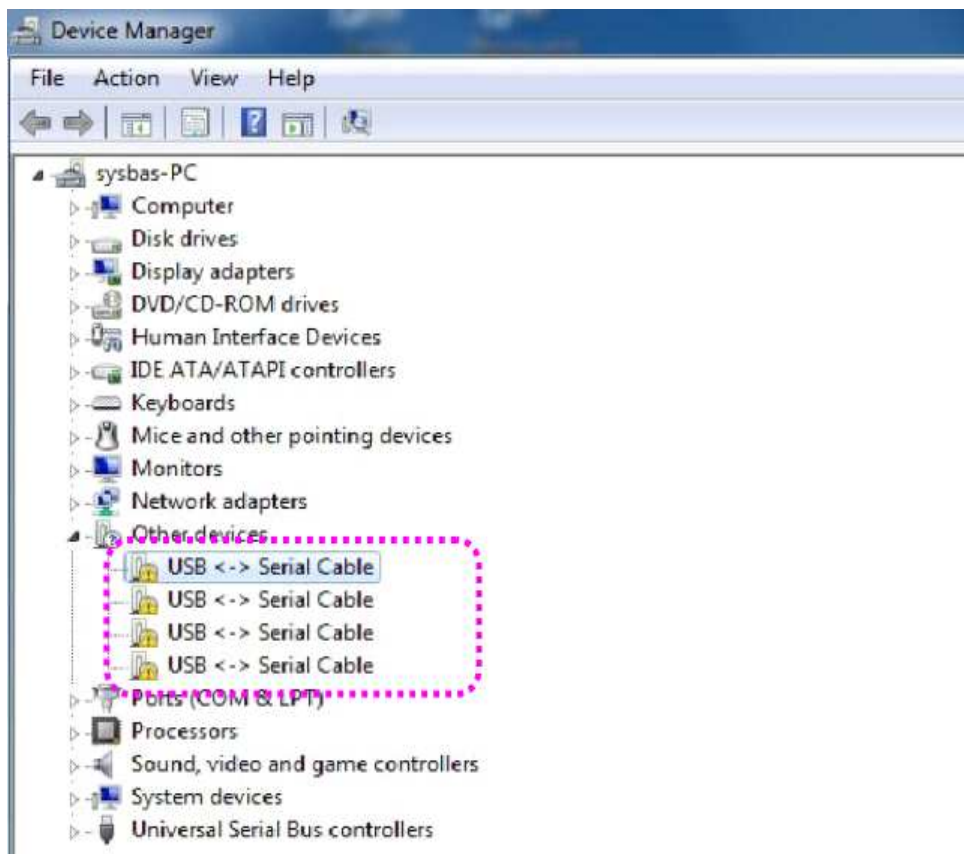 Device Manager
File Action View Help
sysbas-PC
Computer
Disk drives
Display adapters
DVD/CD-ROM drives
Human Interface Devices
IDE ATA/ATAPI controllers
Keyboards
Mice and other pointing devices
Monitors
Network adapters
Other devices
USB <-> Serial Cable
USB <-> Serial Cable
USB <-> Serial Cable
USB <-> Serial Cable
Ports (COM & LPT)
Processors
Sound, video and game controllers
System devices
Universal Serial Bus controllers